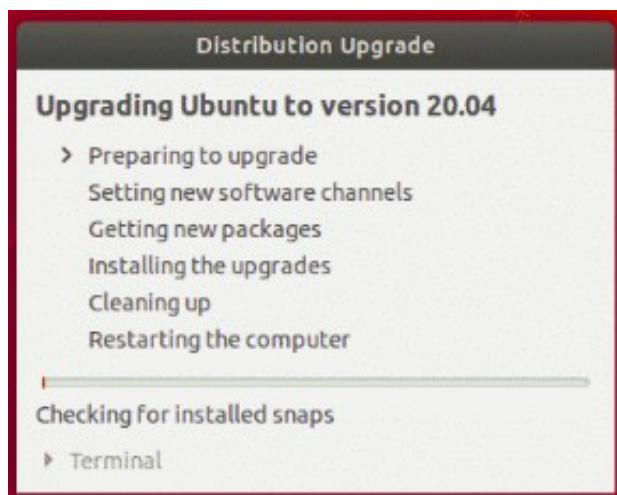 Distribution Upgrade
Upgrading Ubuntu to version 20.04
Preparing to upgrade
Setting new software channels
Getting new packages
Installing the upgrades
Cleaning up
Restarting the computer
Checking for installed snaps
Terminal